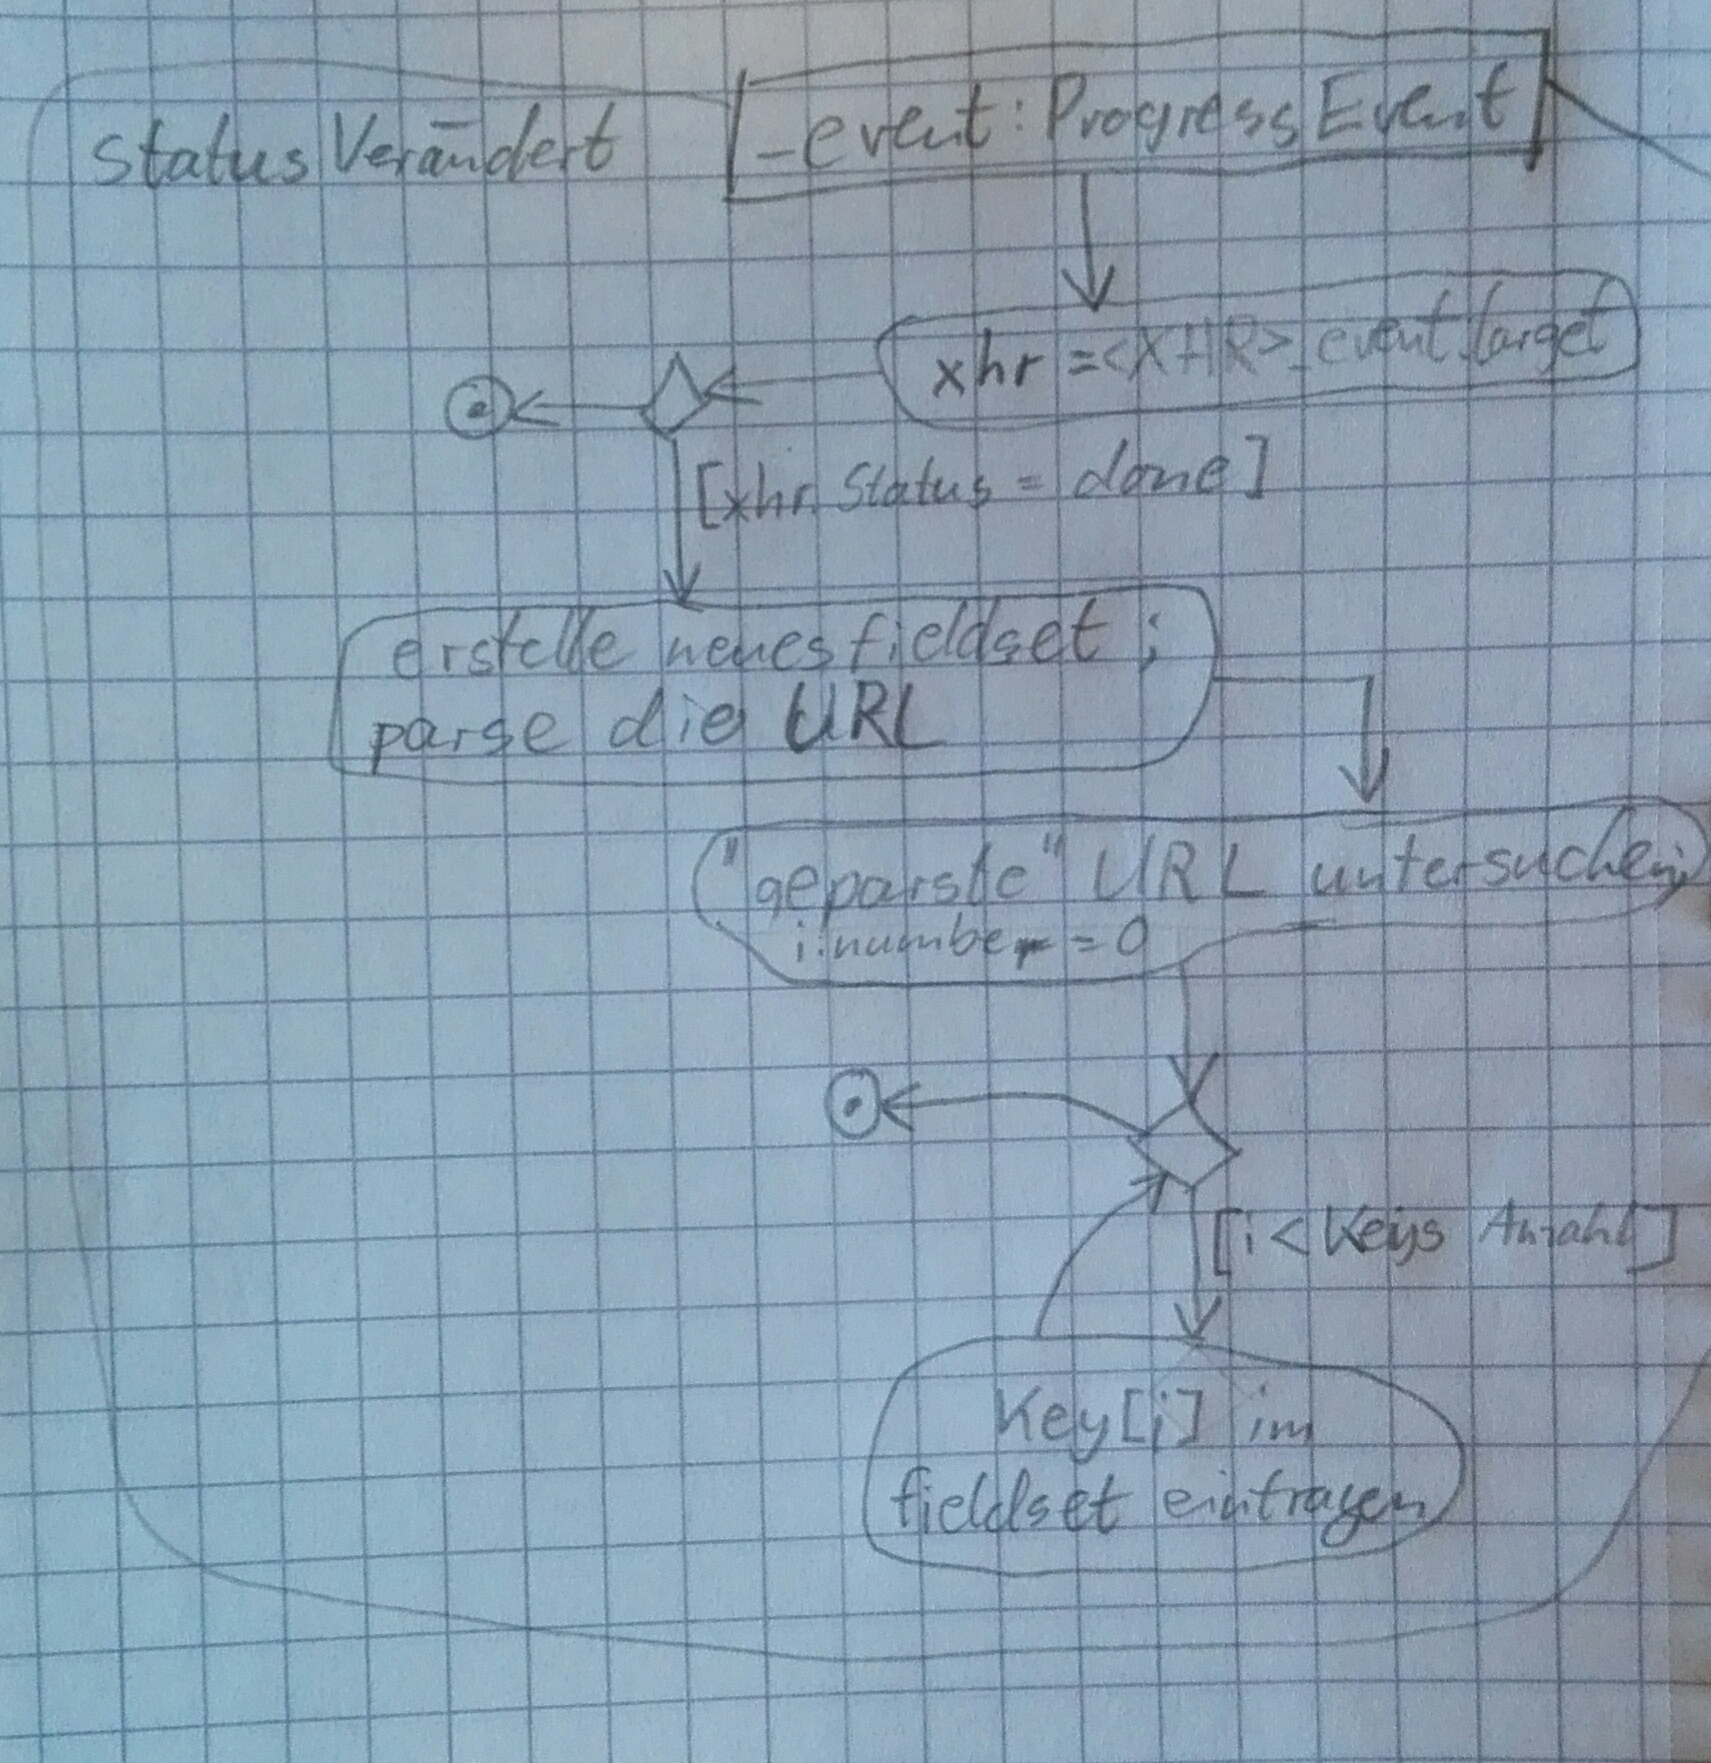 statusVerändert
_event: ProgressEvent
xhr =<XHR>_event.target
[xhr.Status = done]
erstelle neues fieldset;
parse die URL
"geparste" URL untersuchen;
i:number = 0
[i < Keys Anzahl]
Key[i] im
fieldset eintragen